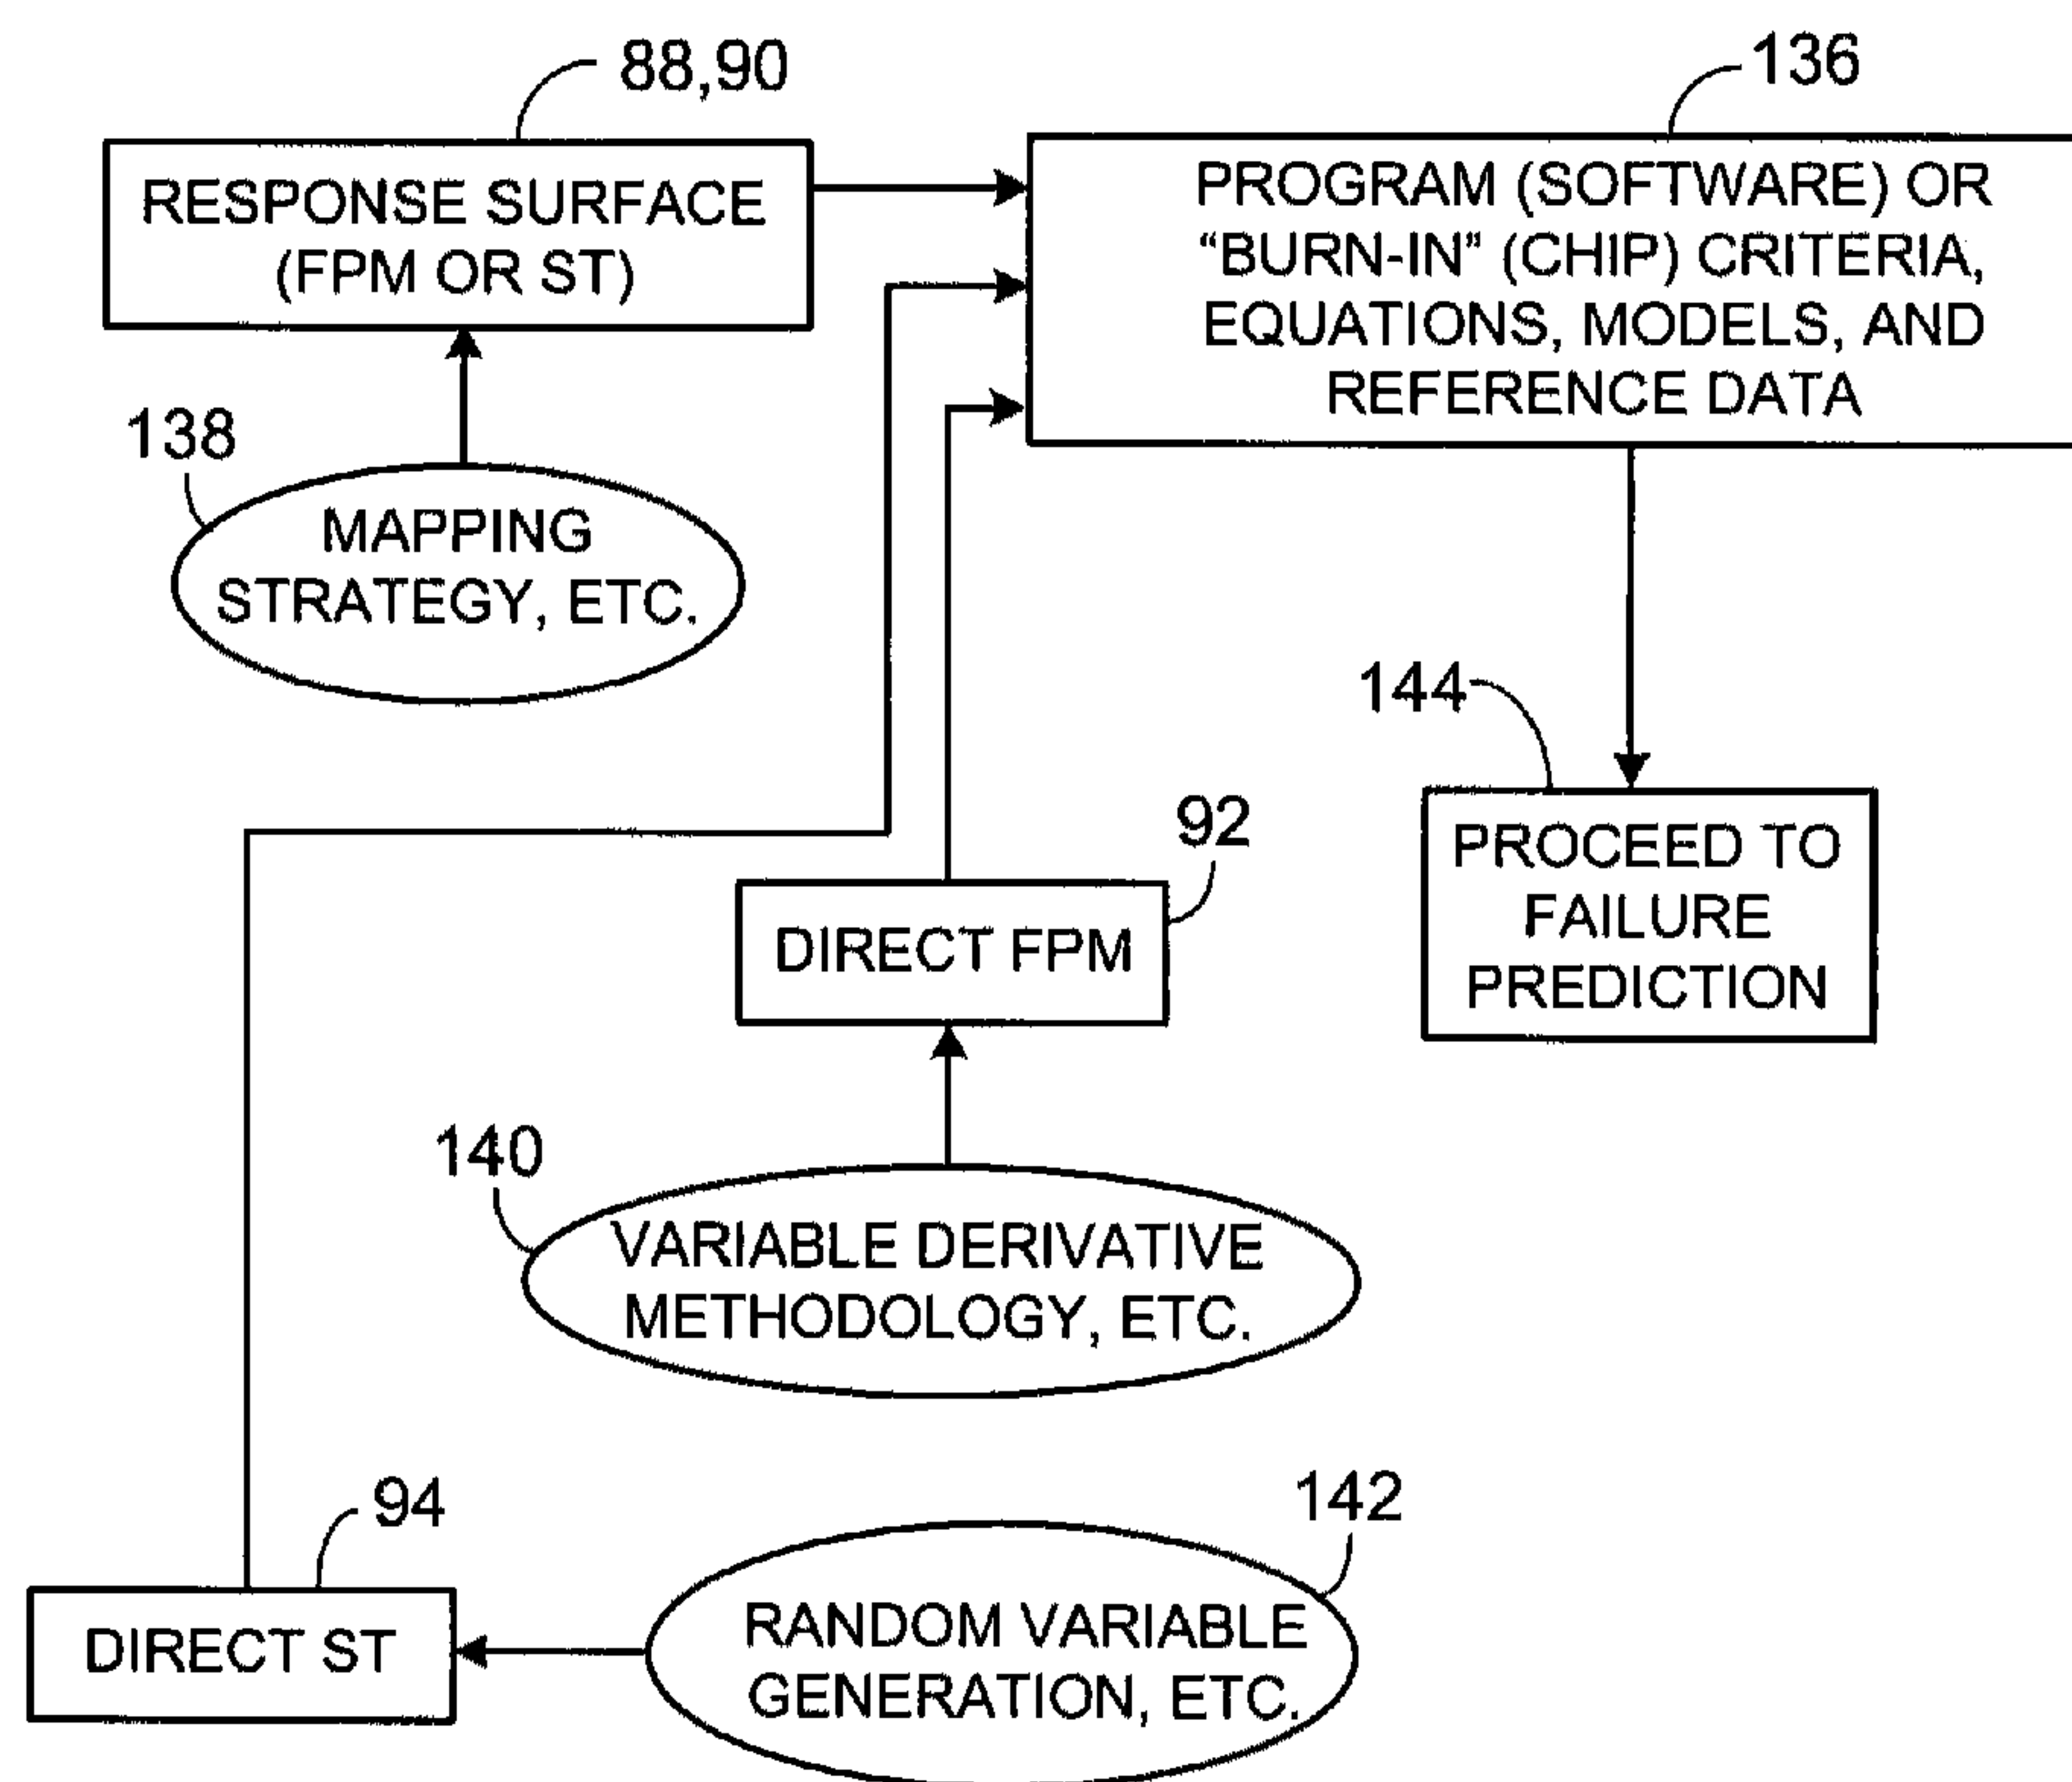 88,90
136
RESPONSE SURFACE
(FPM OR ST)
PROGRAM (SOFTWARE) OR
“BURN-IN” (CHIP) CRITERIA,
EQUATIONS, MODELS, AND
REFERENCE DATA
138
MAPPING
STRATEGY, ETC.
144
PROCEED TO
FAILURE
PREDICTION
92
DIRECT FPM
140
VARIABLE DERIVATIVE
METHODOLOGY, ETC.
94
DIRECT ST
142
RANDOM VARIABLE
GENERATION, ETC.